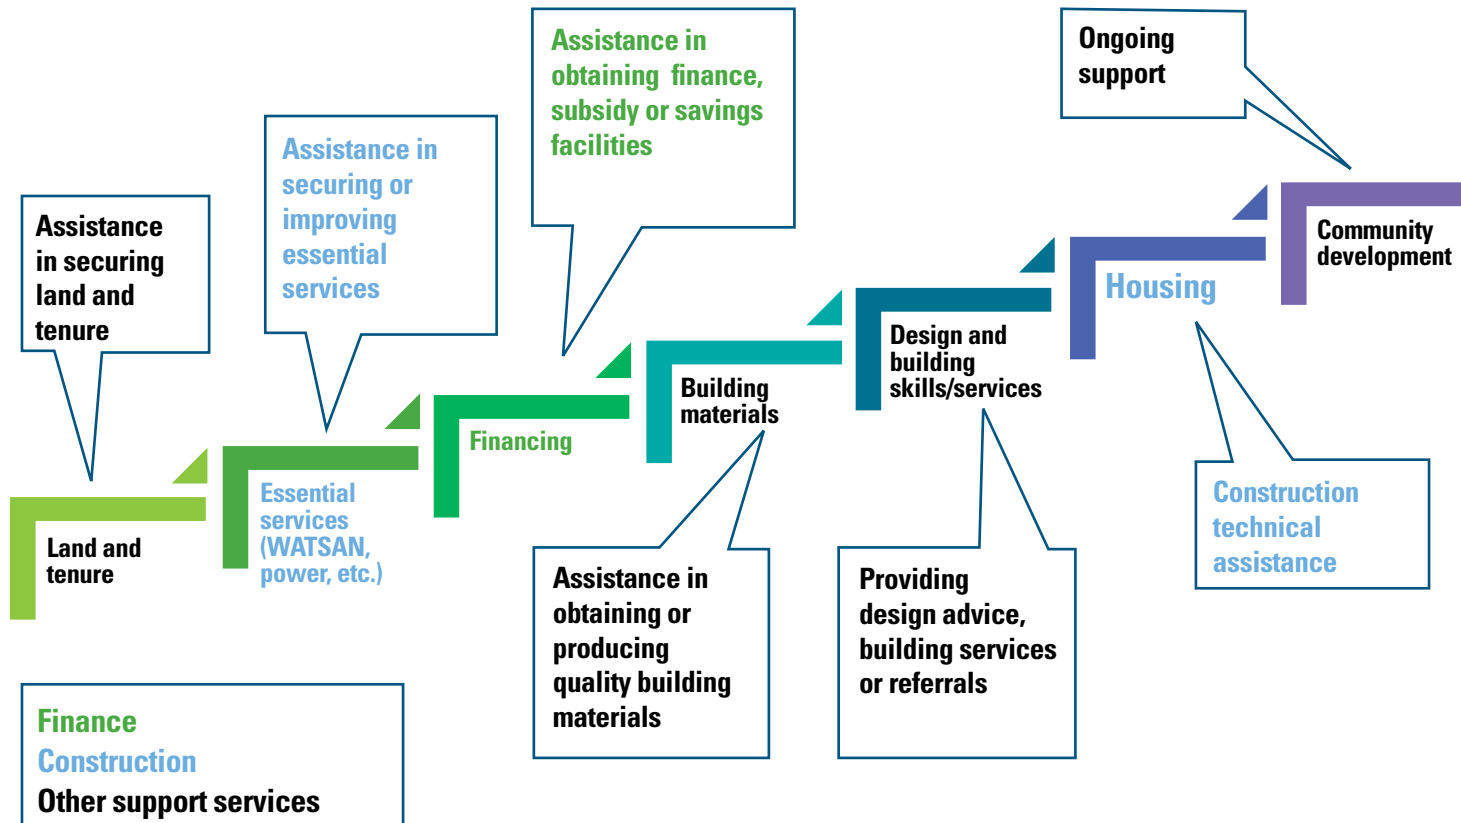 Assistance
in securing
land and
tenure
Assistance in
securing or
improving
essential
services
Assistance in
obtaining finance,
subsidy or savings
facilities
Ongoing
support
Land and
tenure
Essential
services
(WATSAN,
power, etc.)
Financing
Building
materials
Design and
building
skills/services
Housing
Community
development
Assistance in
obtaining or
producing
quality building
materials
Providing
design advice,
building services
or referrals
Construction
technical
assistance
Finance
Construction
Other support services